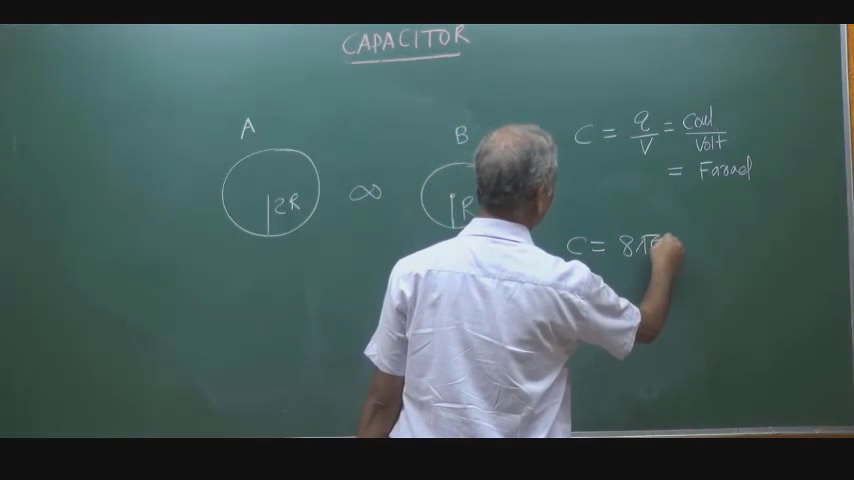 CAPACITOR
A
B
2R
∞
R
C = q/V = Coul/Volt
= Farad
C = 8π